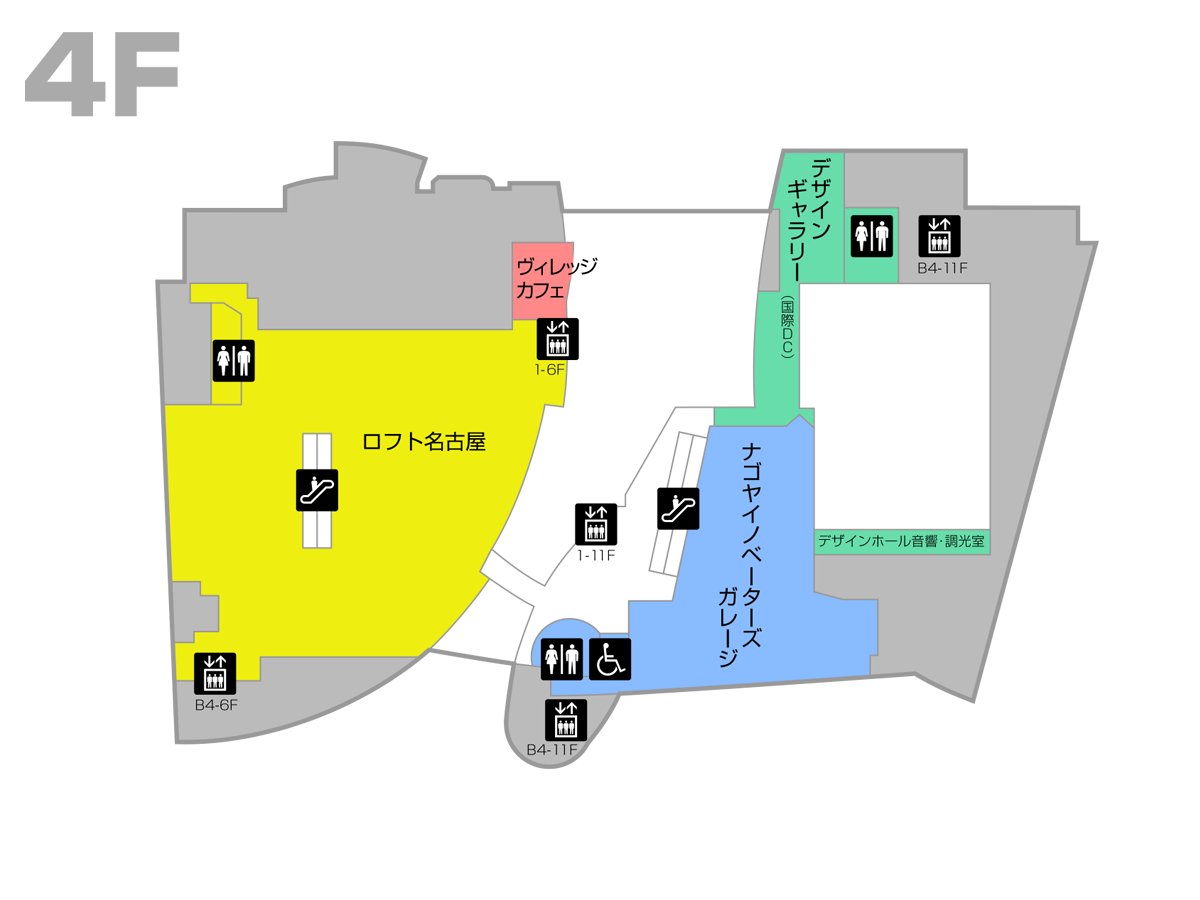 4F
デザイン
ギャラリー
(国際DC)
B4-11F
ヴィレッジ
カフェ
1-6F
ロフト名古屋
ナゴヤイノベーターズ
ガレージ
1-11F
デザインホール音響・調光室
B4-6F
B4-11F